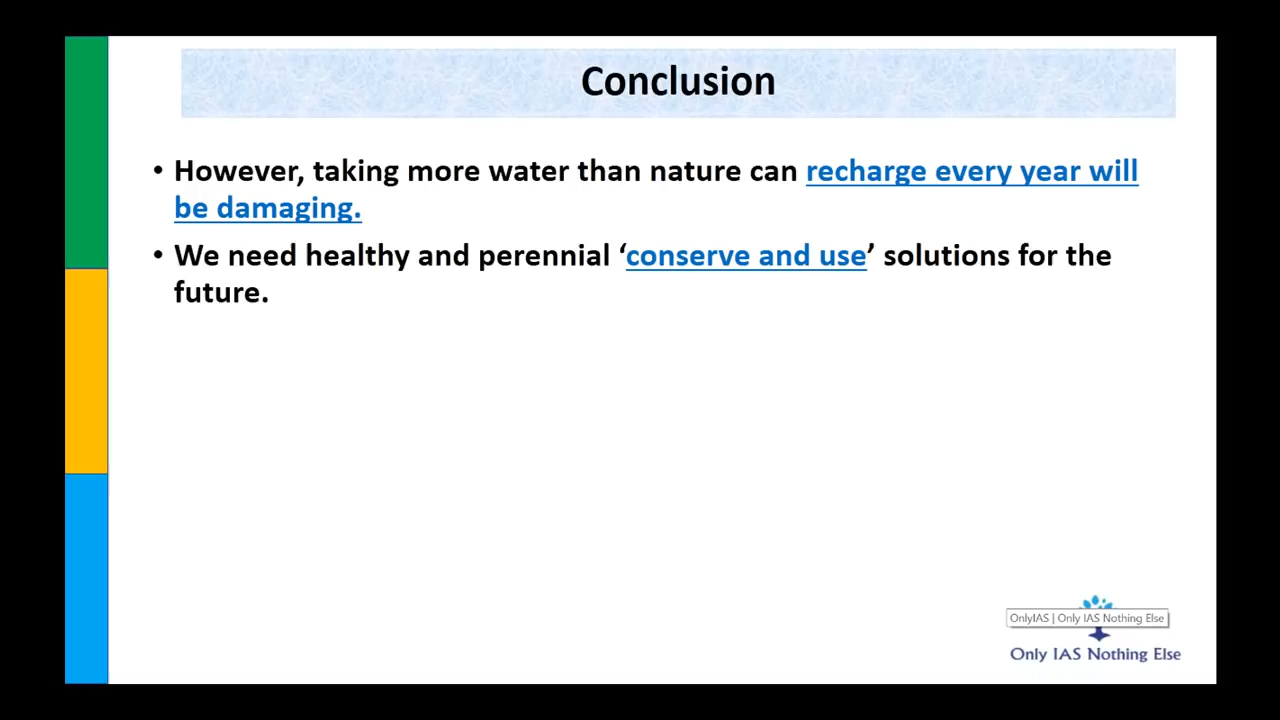 Conclusion
• However, taking more water than nature can recharge every year will
be damaging.
• We need healthy and perennial ‘conserve and use’ solutions for the
future.
OnlyIAS | Only IAS Nothing Else
Only IAS Nothing Else